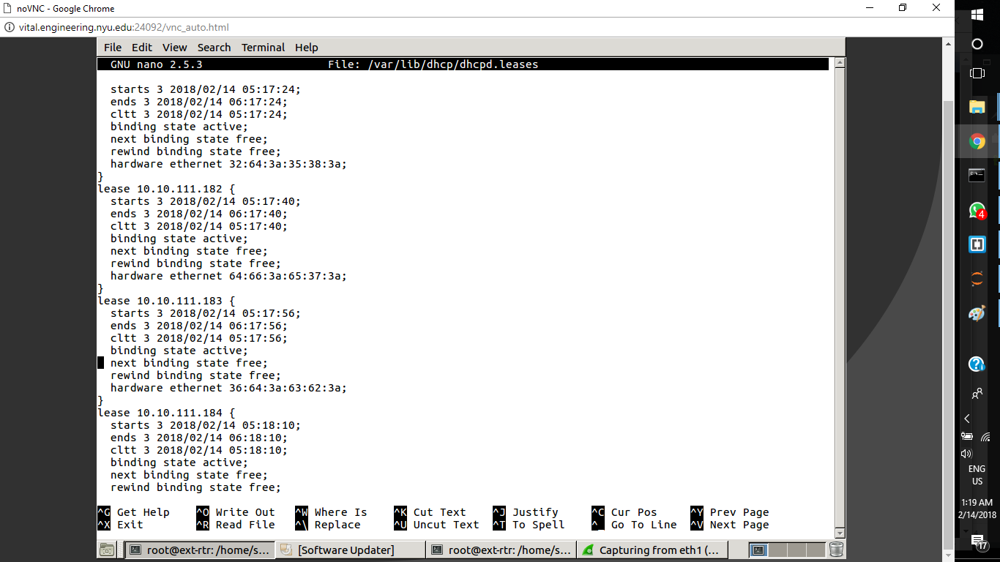 noVNC - Google Chrome
vital.engineering.nyu.edu:24092/vnc_auto.html
File Edit View Search Terminal Help
GNU nano 2.5.3 File: /var/lib/dhcp/dhcpd.leases
starts 3 2018/02/14 05:17:24;
ends 3 2018/02/14 06:17:24;
cltt 3 2018/02/14 05:17:24;
binding state active;
next binding state free;
rewind binding state free;
hardware ethernet 32:64:3a:35:38:3a;
}
lease 10.10.111.182 {
starts 3 2018/02/14 05:17:40;
ends 3 2018/02/14 06:17:40;
cltt 3 2018/02/14 05:17:40;
binding state active;
next binding state free;
rewind binding state free;
hardware ethernet 64:66:3a:65:37:3a;
}
lease 10.10.111.183 {
starts 3 2018/02/14 05:17:56;
ends 3 2018/02/14 06:17:56;
cltt 3 2018/02/14 05:17:56;
binding state active;
next binding state free;
rewind binding state free;
hardware ethernet 36:64:3a:63:62:3a;
}
lease 10.10.111.184 {
starts 3 2018/02/14 05:18:10;
ends 3 2018/02/14 06:18:10;
cltt 3 2018/02/14 05:18:10;
binding state active;
next binding state free;
rewind binding state free;
^G Get Help ^O Write Out ^W Where Is ^K Cut Text ^J Justify ^C Cur Pos ^Y Prev Page
^X Exit ^R Read File ^\ Replace ^U Uncut Text ^T To Spell ^_ Go To Line ^V Next Page
root@ext-rtr: /home/s... [Software Updater] root@ext-rtr: /home/s... Capturing from eth1 (...
4
ENG
US
1:19 AM
2/14/2018
17